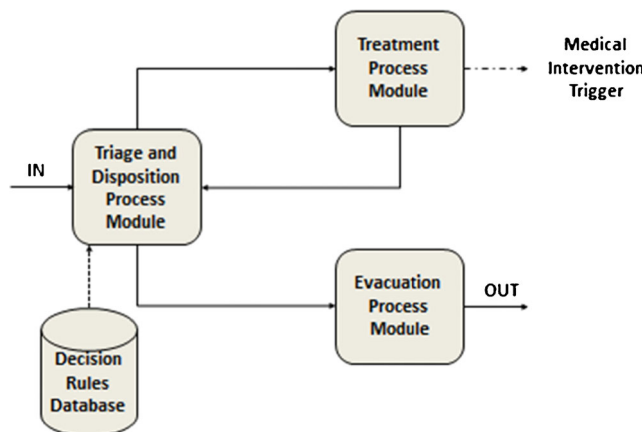 Treatment
Process
Module
Medical
Intervention
Trigger
IN
Triage and
Disposition
Process
Module
Evacuation
Process
Module
OUT
Decision
Rules
Database